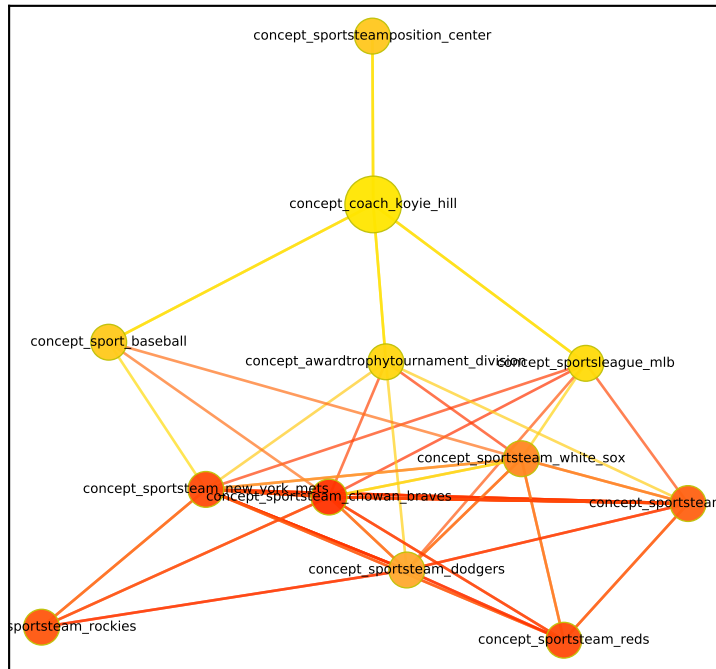 concept_sportsteamposition_center
concept_coach_koyie_hill
concept_sport_baseball
concept_awardtrophytournament_division
concept_sportsleague_mlb
concept_sportsteam_white_sox
concept_sportsteam_new_york_mets
concept_sportsteam_chowan_braves
concept_sportsteam
concept_sportsteam_dodgers
sportsteam_rockies
concept_sportsteam_reds